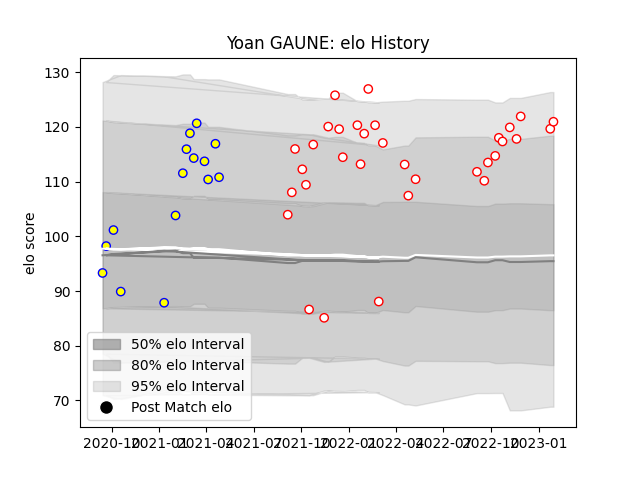 Yoan GAUNE: elo History
elo score
130
120
110
100
90
80
70
50% elo Interval
80% elo Interval
95% elo Interval
Post Match elo
2020-10 2021-01 2021-04 2021-07 2021-10 2022-01 2022-04 2022-07 2022-10 2023-01